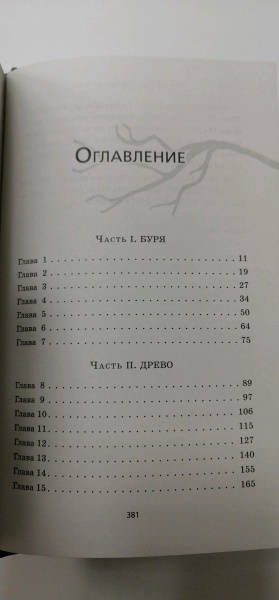 Оглавление
Часть I. БУРЯ
Глава 1 . . . . . . . . . . . . . . . . . . . . . . . . 11
Глава 2 . . . . . . . . . . . . . . . . . . . . . . . . 19
Глава 3 . . . . . . . . . . . . . . . . . . . . . . . . 27
Глава 4 . . . . . . . . . . . . . . . . . . . . . . . . 34
Глава 5 . . . . . . . . . . . . . . . . . . . . . . . . 50
Глава 6 . . . . . . . . . . . . . . . . . . . . . . . . 64
Глава 7 . . . . . . . . . . . . . . . . . . . . . . . . 75
Часть II. ДРЕВО
Глава 8 . . . . . . . . . . . . . . . . . . . . . . . . 89
Глава 9 . . . . . . . . . . . . . . . . . . . . . . . . 97
Глава 10 . . . . . . . . . . . . . . . . . . . . . . . 106
Глава 11 . . . . . . . . . . . . . . . . . . . . . . . 115
Глава 12 . . . . . . . . . . . . . . . . . . . . . . . 127
Глава 13 . . . . . . . . . . . . . . . . . . . . . . . 140
Глава 14 . . . . . . . . . . . . . . . . . . . . . . . 155
Глава 15 . . . . . . . . . . . . . . . . . . . . . . . 165
381